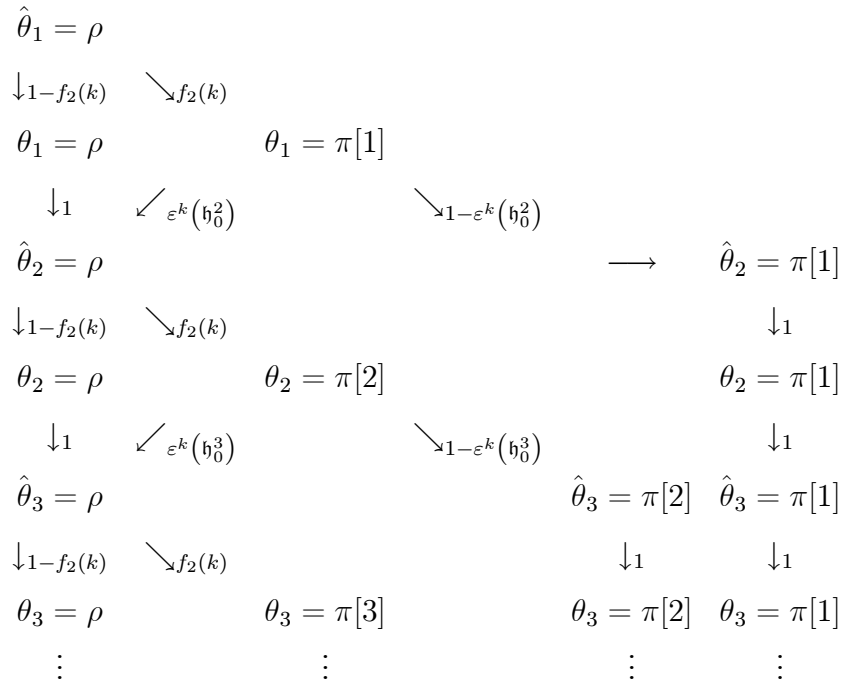 θ̂₁ = ρ
↓1−f₂(k) ↘f₂(k)
θ₁ = ρ θ₁ = π[1]
↓1 ↙εᵏ(𝔥₀²) ↘1−εᵏ(𝔥₀²)
θ̂₂ = ρ ⟶ θ̂₂ = π[1]
↓1−f₂(k) ↘f₂(k) ↓1
θ₂ = ρ θ₂ = π[2] θ₂ = π[1]
↓1 ↙εᵏ(𝔥₀³) ↘1−εᵏ(𝔥₀³) ↓1
θ̂₃ = ρ θ̂₃ = π[2] θ̂₃ = π[1]
↓1−f₂(k) ↘f₂(k) ↓1 ↓1
θ₃ = ρ θ₃ = π[3] θ₃ = π[2] θ₃ = π[1]
⋮ ⋮ ⋮ ⋮